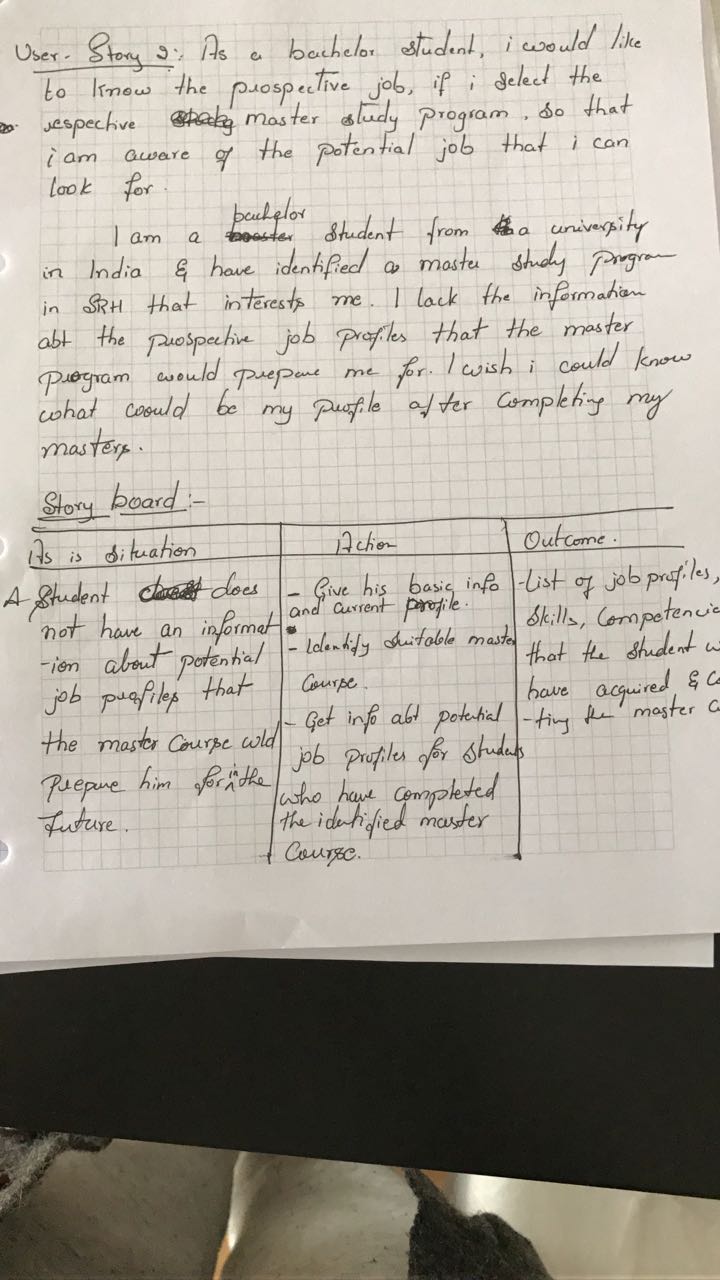 User-Story 2:- As a bachelor student, i would like
to know the prospective job, if i select the
respective master study program, so that
i am aware of the potential job that i can
look for.
bachelor
I am a student from a university
in India & have identified a master study program
in SRH that interests me. I lack the information
abt the prospective job profiles that the master
program would prepare me for. I wish i could know
what would be my profile after completing my
masters.
Story board:-
As is situation
A Student does
not have an informat
-ion about potential
job profiles that
the master course wld
prepare him for in the
future.
Action
- Give his basic info
and current profile.
- Identify suitable master
course.
- Get info abt potential
job profiles for students
who have completed
the identified master
course.
Outcome.
-List of job profiles,
skills, competencie
that the student w
have acquired &
-ting the master